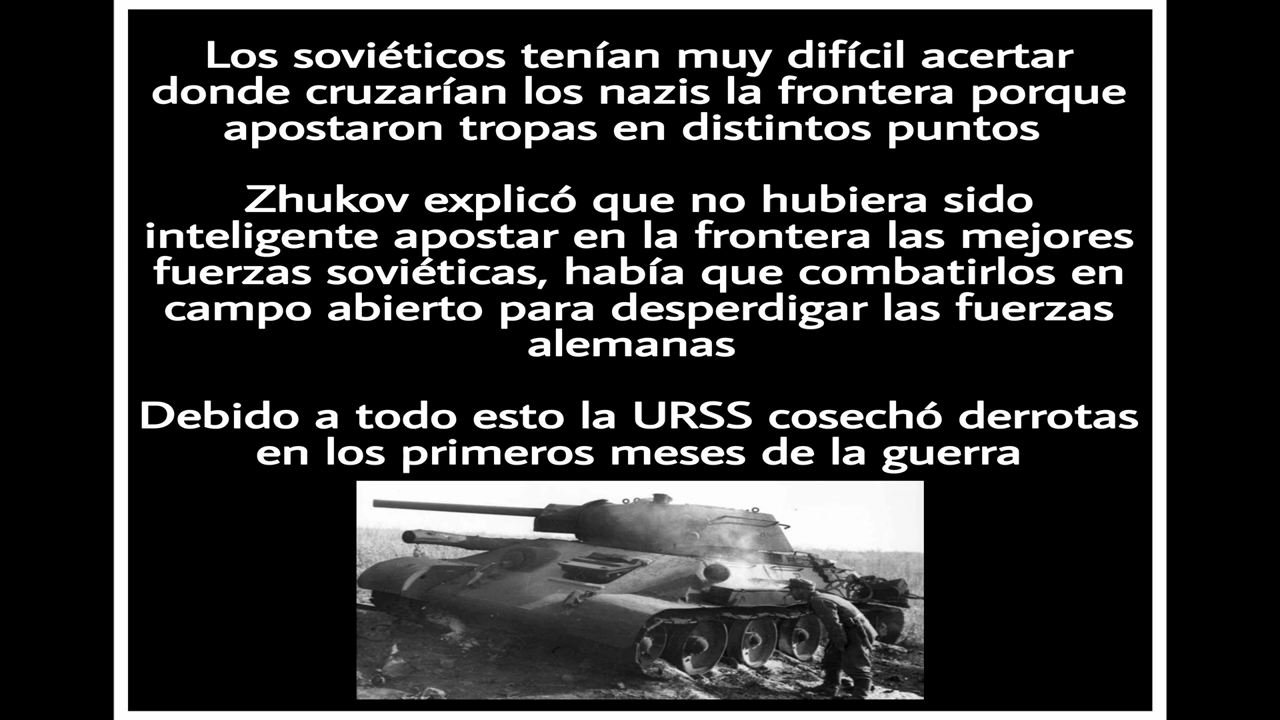 Los soviéticos tenían muy difícil acertar
donde cruzarían los nazis la frontera porque
apostaron tropas en distintos puntos
Zhukov explicó que no hubiera sido
inteligente apostar en la frontera las mejores
fuerzas soviéticas, había que combatirlos en
campo abierto para desperdigar las fuerzas
alemanas
Debido a todo esto la URSS cosechó derrotas
en los primeros meses de la guerra